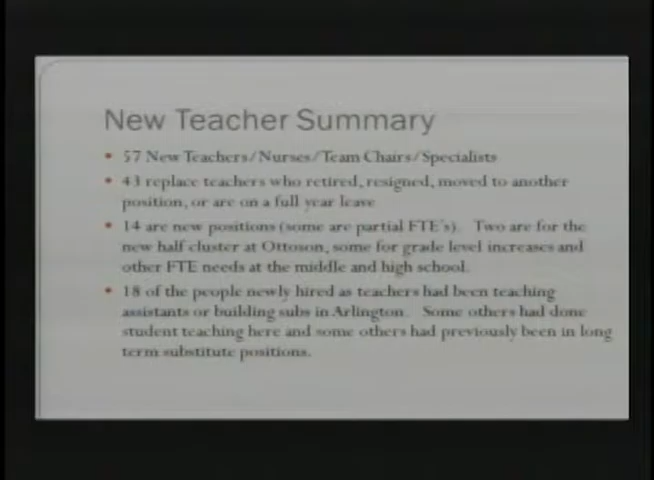 New Teacher Summary
• 57 New Teachers/Nurses/Team Chairs/Specialists
• 43 replace teachers who retired, resigned, moved to another
position, or are on a full year leave
• 14 are new positions (some are partial FTE's). Two are for the
new half cluster at Ottoson, some for grade level increases and
other FTE needs at the middle and high school.
• 18 of the people newly hired as teachers had been teaching
assistants or building subs in Arlington. Some others had done
student teaching here and some others had previously been in long
term substitute positions.